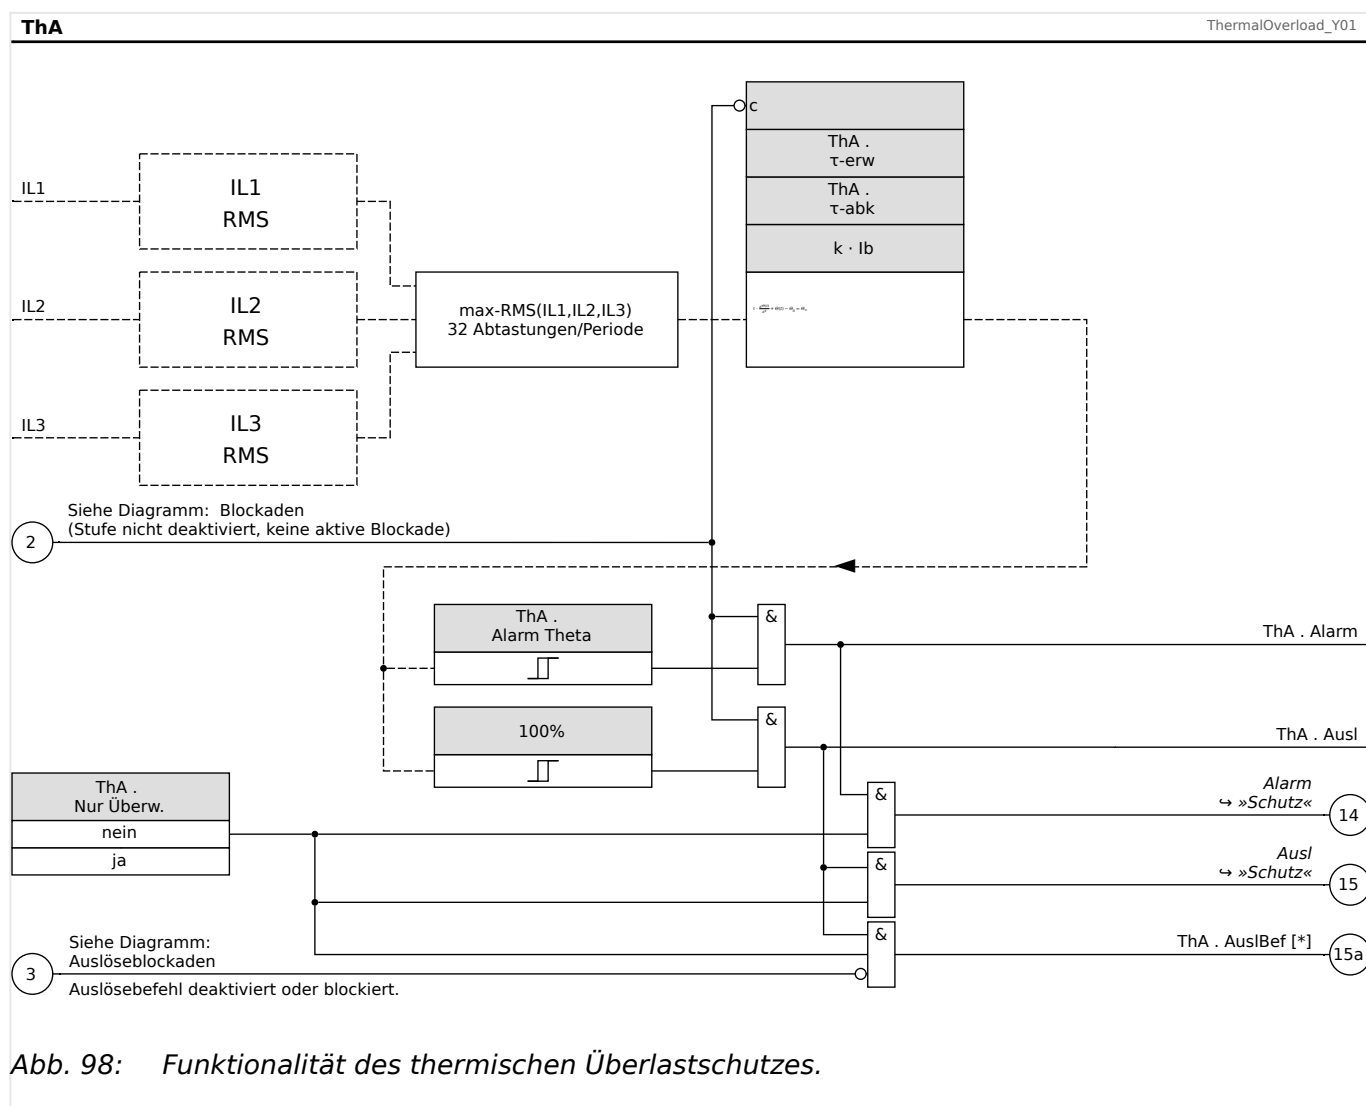 ThA
ThermalOverload_Y01
c
ThA .
τ-erw
ThA .
τ-abk
k · Ib
IL1
IL1
RMS
IL2
IL2
RMS
max-RMS(IL1,IL2,IL3)
32 Abtastungen/Periode
IL3
IL3
RMS
Siehe Diagramm: Blockaden
(Stufe nicht deaktiviert, keine aktive Blockade)
2
ThA .
Alarm Theta
&
ThA . Alarm
100%
&
ThA . Ausl
ThA .
Nur Überw.
nein
ja
&
Alarm
↪ »Schutz«
14
&
Ausl
↪ »Schutz«
15
&
ThA . AuslBef [*]
15a
Siehe Diagramm:
Auslöseblockaden
3
Auslösebefehl deaktiviert oder blockiert.
Abb. 98: Funktionalität des thermischen Überlastschutzes.